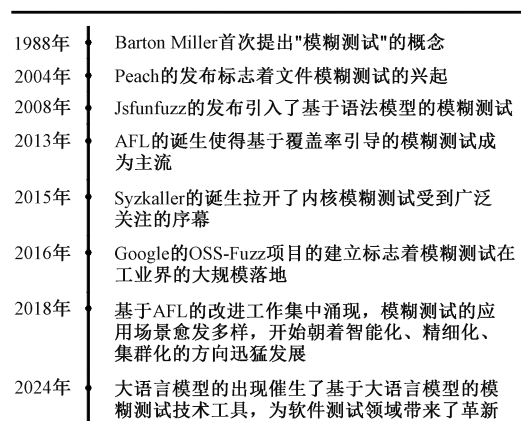 1988年 Barton Miller首次提出"模糊测试"的概念
2004年 Peach的发布标志着文件模糊测试的兴起
2008年 Jsfunfuzz的发布引入了基于语法模型的模糊测试
2013年 AFL的诞生使得基于覆盖率引导的模糊测试成
为主流
2015年 Syzkaller的诞生拉开了内核模糊测试受到广泛
关注的序幕
2016年 Google的OSS-Fuzz项目的建立标志着模糊测试在
工业界的大规模落地
2018年 基于AFL的改进工作集中涌现，模糊测试的应
用场景愈发多样，开始朝着智能化、精细化、
集群化的方向迅猛发展
2024年 大语言模型的出现催生了基于大语言模型的模
糊测试技术工具，为软件测试领域带来了革新